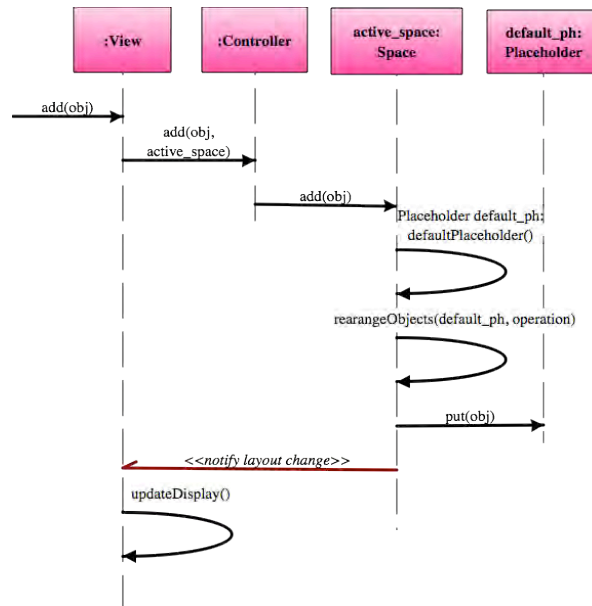 :View
:Controller
active_space:
Space
default_ph:
Placeholder
add(obj)
add(obj,
active_space)
add(obj)
Placeholder default_ph:
defaultPlaceholder()
rearangeObjects(default_ph, operation)
put(obj)
<<notify layout change>>
updateDisplay()